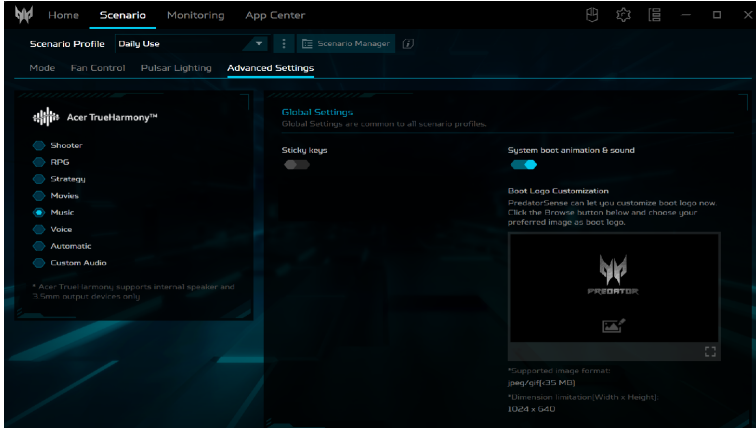 Home Scenario Monitoring App Center
Scenario Profile Daily Use Scenario Manager
Mode Fan Control Pulsar Lighting Advanced Settings
Acer TrueHarmony™
Shooter
RPG
Strategy
Movies
Music
Voice
Automatic
Custom Audio
* Acer TrueHarmony supports internal speaker and
3.5mm output devices only
Global Settings
Global Settings are common to all scenario profiles.
Sticky keys
System boot animation & sound
Boot Logo Customization
PredatorSense can let you customize boot logo now.
Click the Browse button below and choose your
preferred image as boot logo.
PREDATOR
*Supported image format:
jpeg/gif[<35 MB]
*Dimension limitation[Width x Height]:
1024 x 640